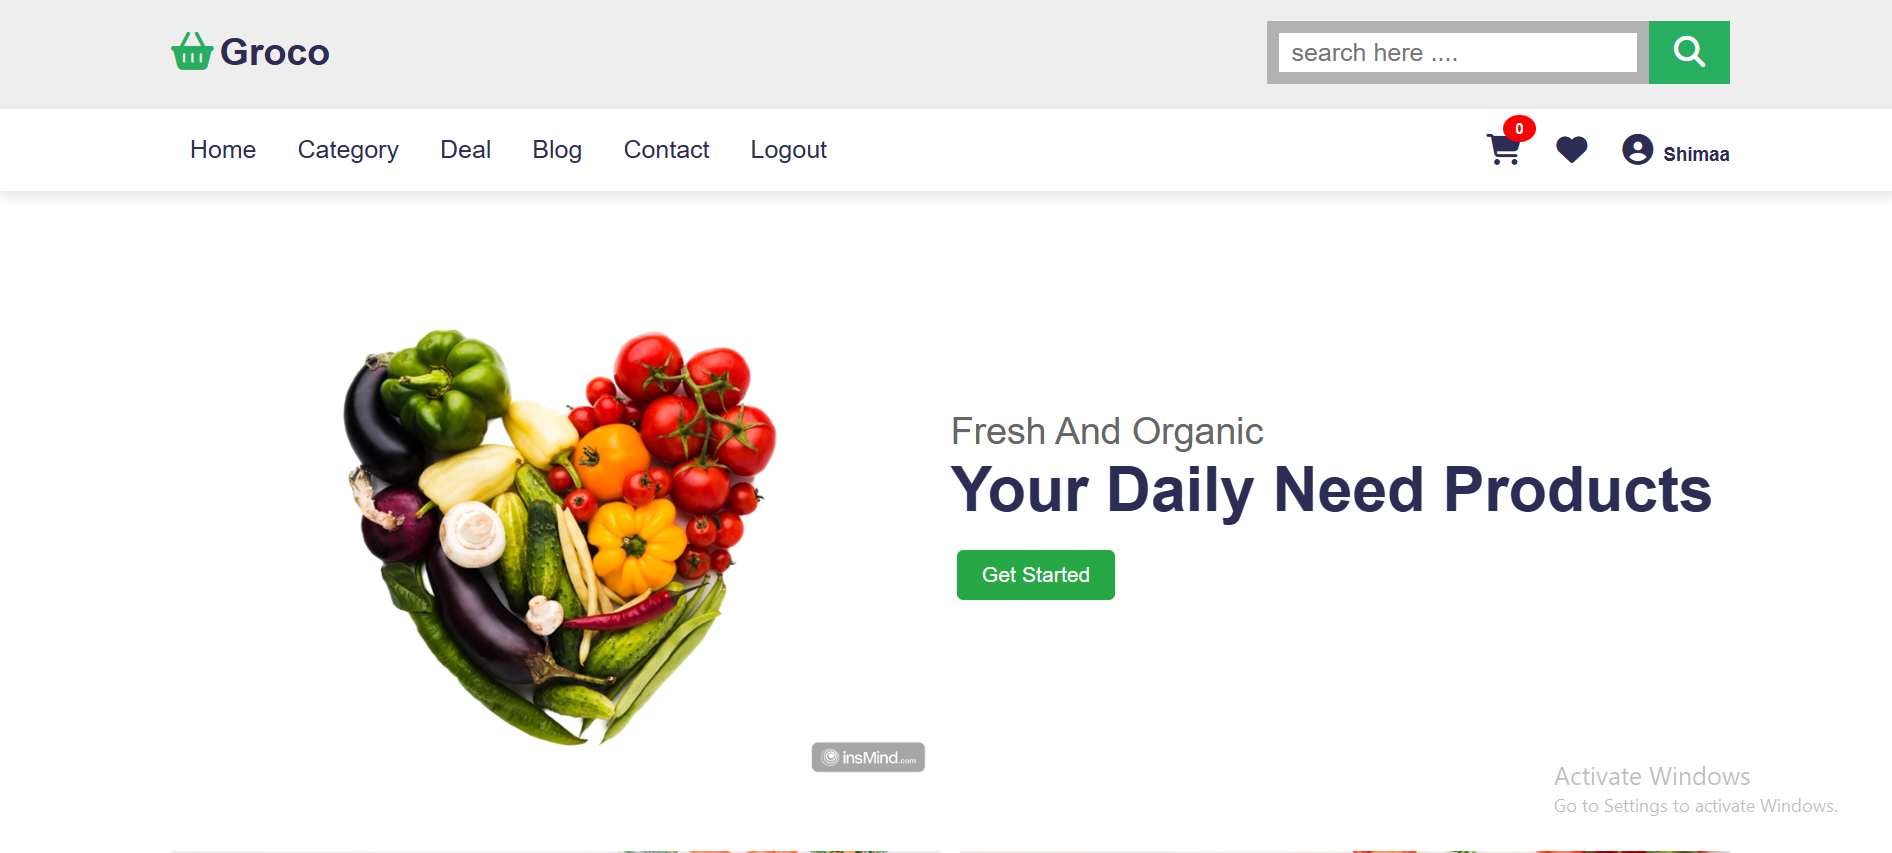 Groco
search here ....
Home Category Deal Blog Contact Logout
0
Shimaa
Fresh And Organic
Your Daily Need Products
Get Started
insMind.com
Activate Windows
Go to Settings to activate Windows.